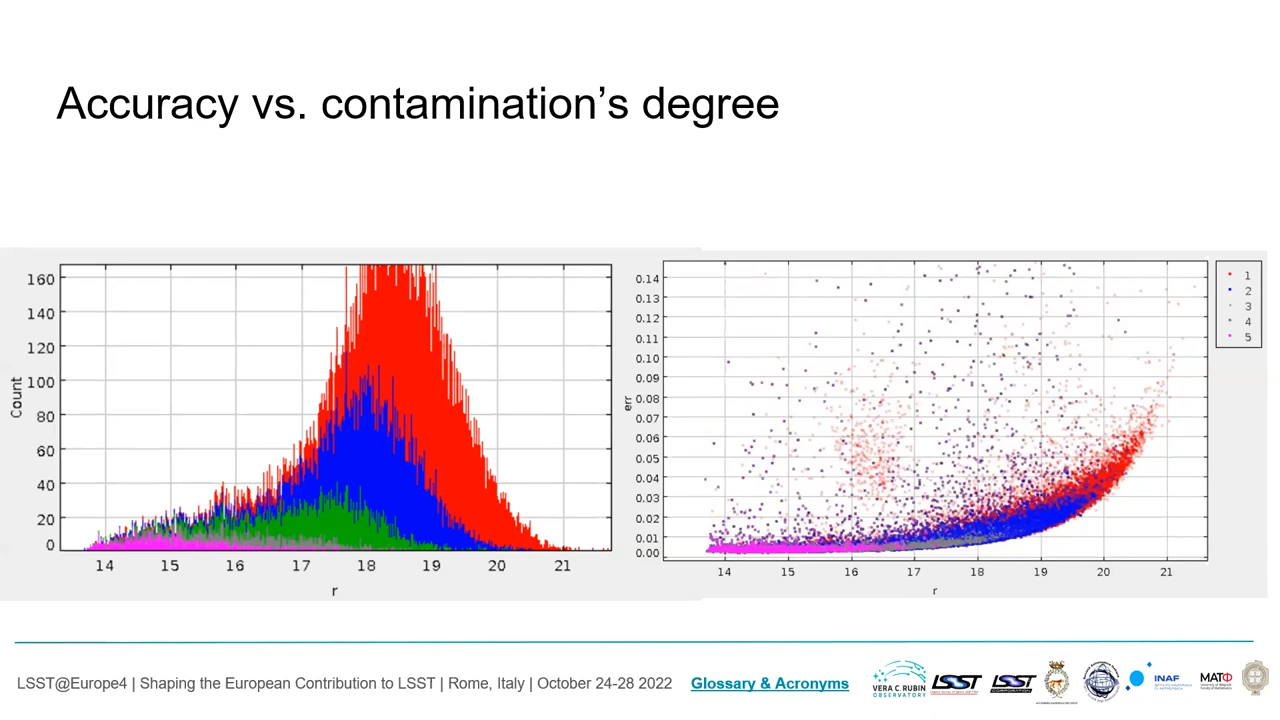 Accuracy vs. contamination’s degree
160
140
120
100
80
60
40
20
0
Count
14 15 16 17 18 19 20 21
r
0.14
0.13
0.12
0.11
0.10
0.09
0.08
0.07
0.06
0.05
0.04
0.03
0.02
0.01
0.00
err
14 15 16 17 18 19 20 21
r
1
2
3
4
5
LSST@Europe4 | Shaping the European Contribution to LSST | Rome, Italy | October 24-28 2022 Glossary & Acronyms
VERA C. RUBIN
OBSERVATORY
LSST
LSST
CORPORATION
INAF
MATF